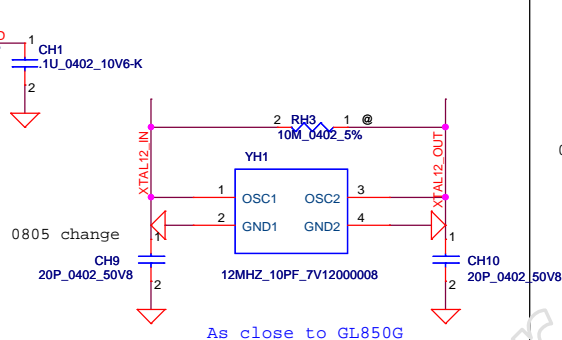 1
CH1
.1U_0402_10V6-K
2
2 RH3 1 @
10M_0402_5%
XTAL12_IN
XTAL12_OUT
YH1
1 OSC1 OSC2 3
2 GND1 GND2 4
0805 change
1
CH9
20P_0402_50V8
2
12MHZ_10PF_7V12000008
1
CH10
20P_0402_50V8
2
As close to GL850G